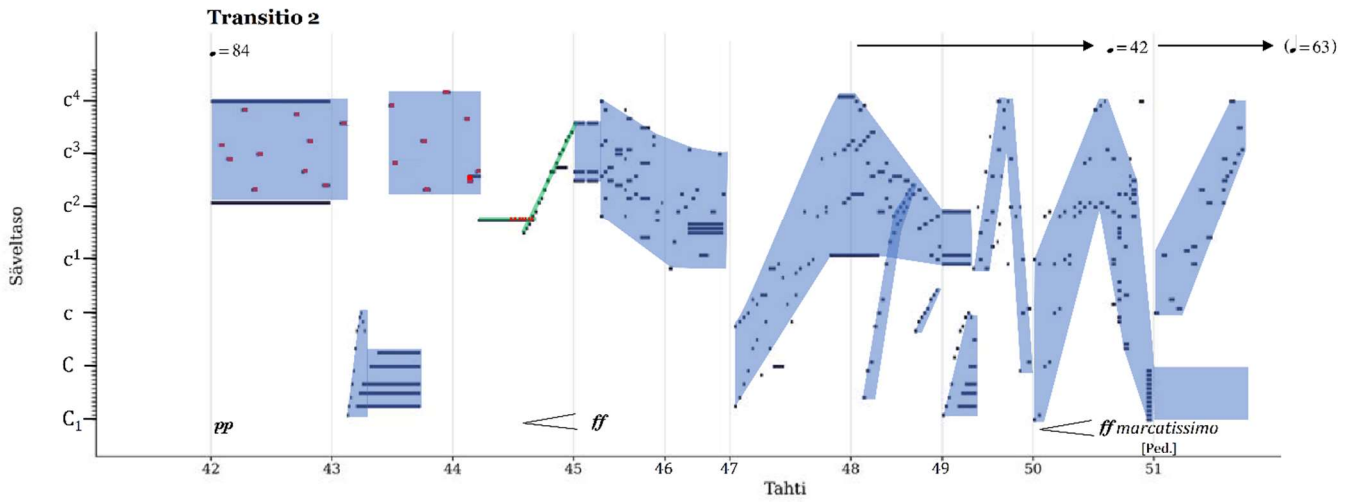 Transitio 2
♩ = 84
♩ = 42
(♩ = 63)
Säveltaso
c⁴
c³
c²
c¹
c
C
C₁
pp
ff
ff marcatissimo
[Ped.]
42 43 44 45 46 47 48 49 50 51
Tahti